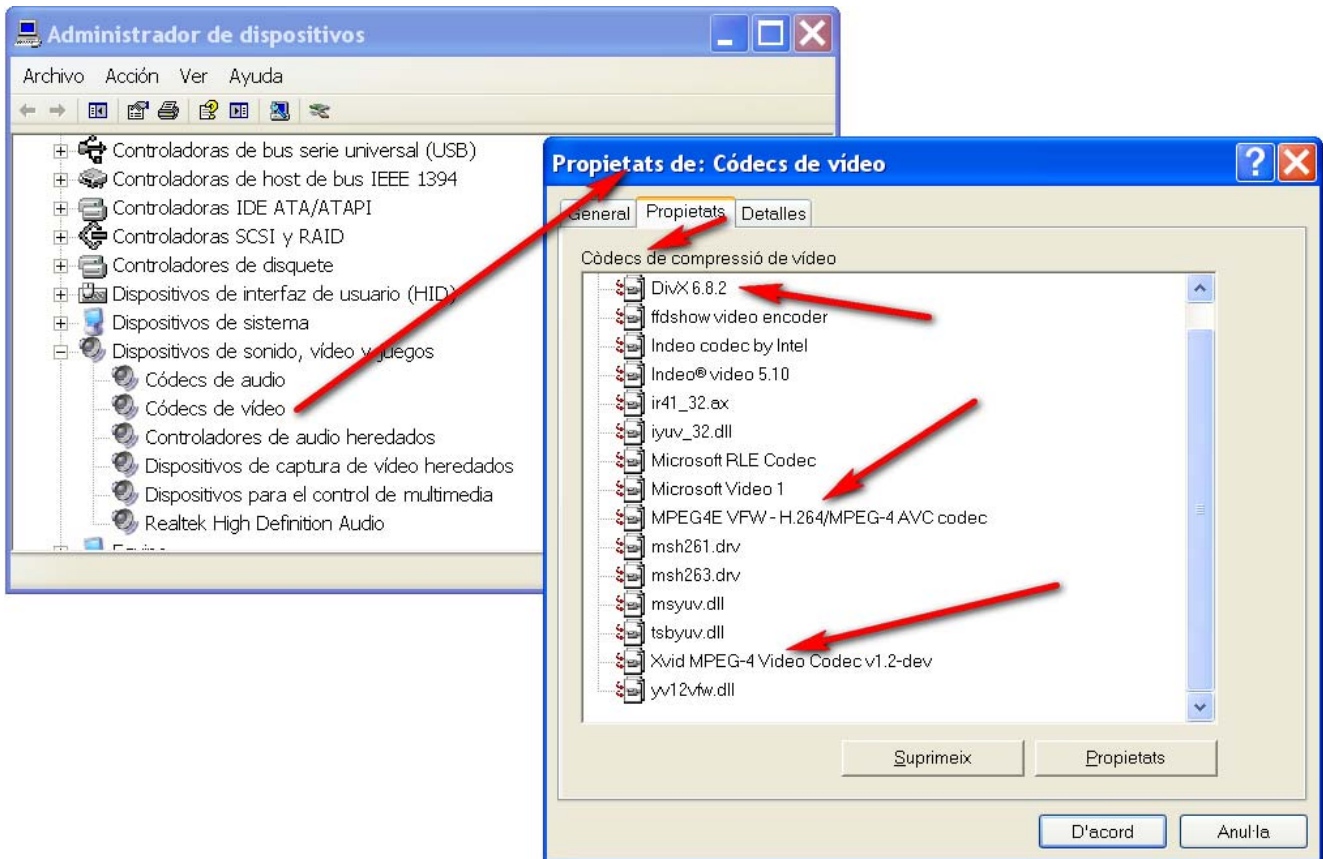 Administrador de dispositivos
Archivo Acción Ver Ayuda
Controladoras de bus serie universal (USB)
Controladoras de host de bus IEEE 1394
Controladoras IDE ATA/ATAPI
Controladoras SCSI y RAID
Controladores de disquete
Dispositivos de interfaz de usuario (HID)
Dispositivos de sistema
Dispositivos de sonido, vídeo y juegos
Códecs de audio
Códecs de vídeo
Controladores de audio heredados
Dispositivos de captura de vídeo heredados
Dispositivos para el control de multimedia
Realtek High Definition Audio
Propietats de: Códecs de vídeo
General Propietats Detalles
Còdecs de compressió de vídeo
DivX 6.8.2
ffdshow video encoder
Indeo codec by Intel
Indeo® video 5.10
ir41_32.ax
iyuv_32.dll
Microsoft RLE Codec
Microsoft Video 1
MPEG4E VFW - H.264/MPEG-4 AVC codec
msh261.drv
msh263.drv
msyuv.dll
tsbyuv.dll
Xvid MPEG-4 Video Codec v1.2-dev
yv12vfw.dll
Suprimeix Propietats
D'acord Anul·la